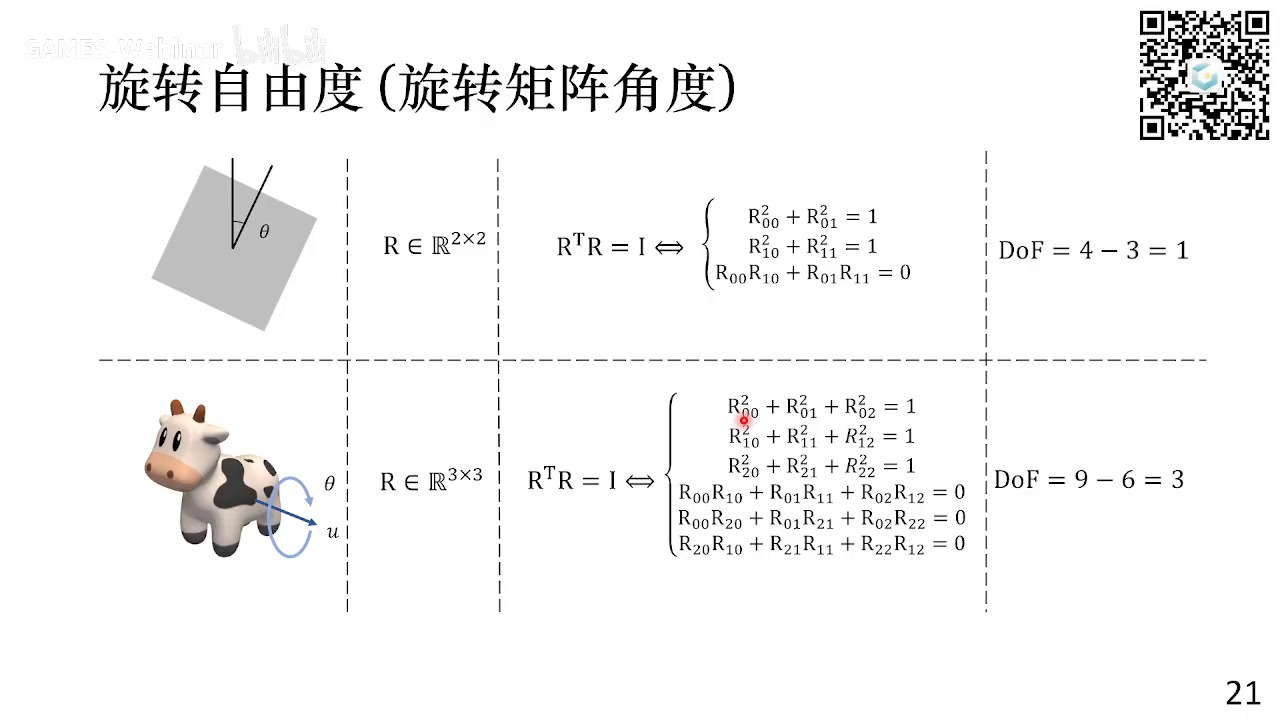 GAMES-Webinar bilibili
旋转自由度 (旋转矩阵角度)
θ
R ∈ ℝ^{2×2}
R^T R = I ⇔
R_{00}^2 + R_{01}^2 = 1
R_{10}^2 + R_{11}^2 = 1
R_{00}R_{10} + R_{01}R_{11} = 0
DoF = 4 − 3 = 1
θ
u
R ∈ ℝ^{3×3}
R^T R = I ⇔
R_{00}^2 + R_{01}^2 + R_{02}^2 = 1
R_{10}^2 + R_{11}^2 + R_{12}^2 = 1
R_{20}^2 + R_{21}^2 + R_{22}^2 = 1
R_{00}R_{10} + R_{01}R_{11} + R_{02}R_{12} = 0
R_{00}R_{20} + R_{01}R_{21} + R_{02}R_{22} = 0
R_{20}R_{10} + R_{21}R_{11} + R_{22}R_{12} = 0
DoF = 9 − 6 = 3
21